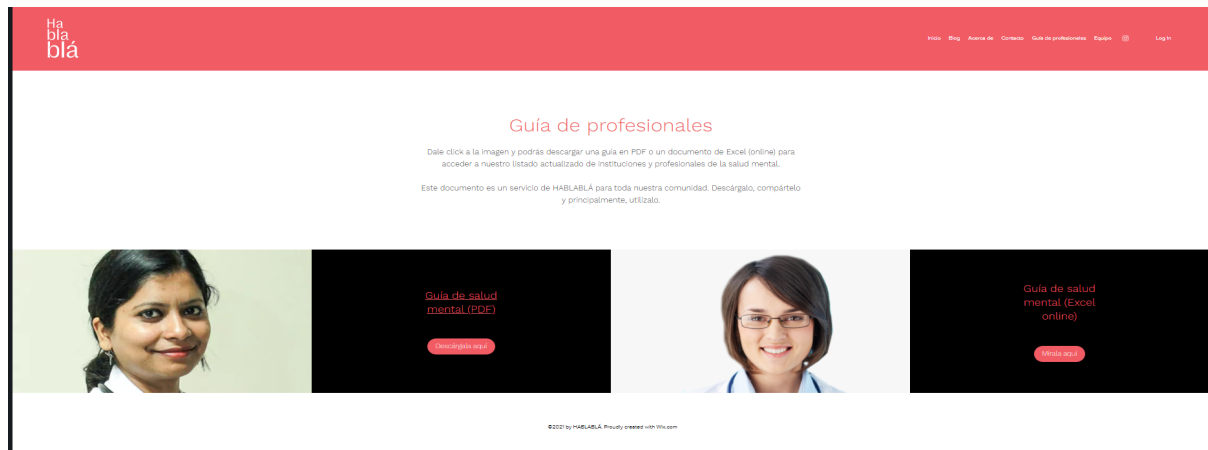 Ha
bla
blá
Inicio Blog Acerca de Contacto Guía de profesionales Equipo Log In
Guía de profesionales
Dale click a la imagen y podrás descargar una guía en PDF o un documento de Excel (online) para
acceder a nuestro listado actualizado de instituciones y profesionales de la salud mental.
Este documento es un servicio de HABLABLÁ para toda nuestra comunidad. Descárgalo, compártelo
y principalmente, utilízalo.
Guía de salud
mental (PDF)
Descárgala aquí
Guía de salud
mental (Excel
online)
Mírala aquí
©2021 by HABLABLÁ. Proudly created with Wix.com